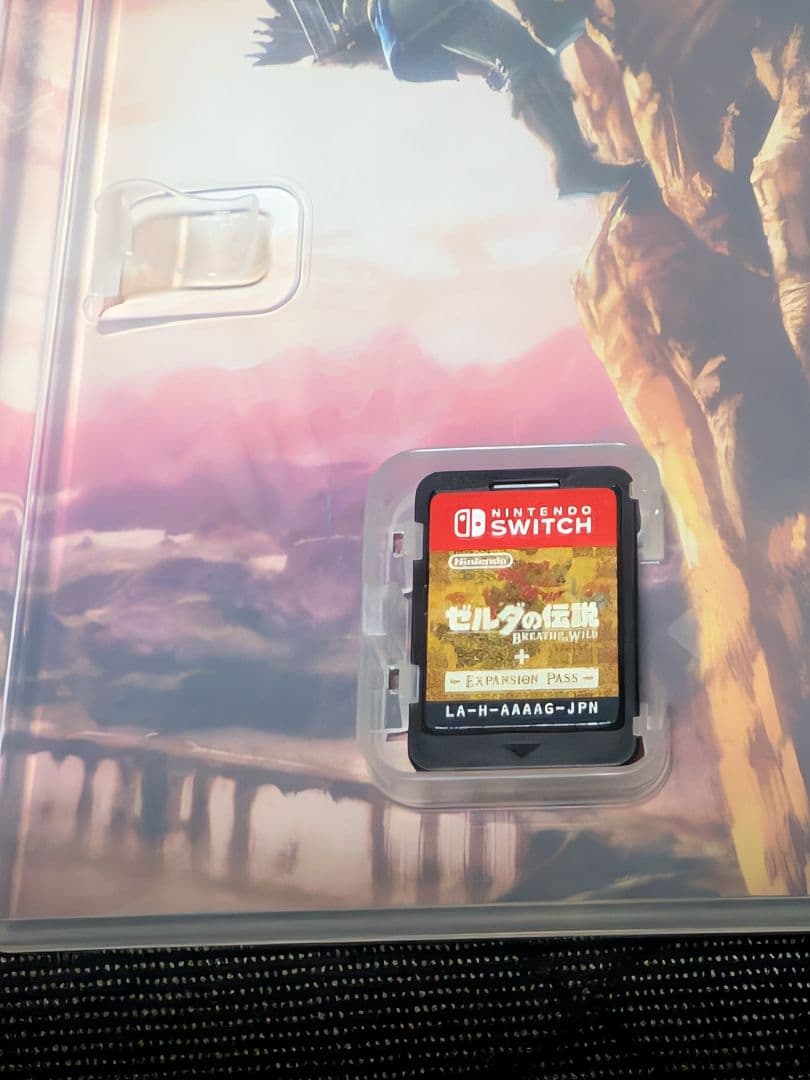 NINTENDO
SWITCH
Nintendo
ゼルダの伝説
BREATH OF THE WILD
+
EXPANSION PASS
LA-H-AAAAG-JPN